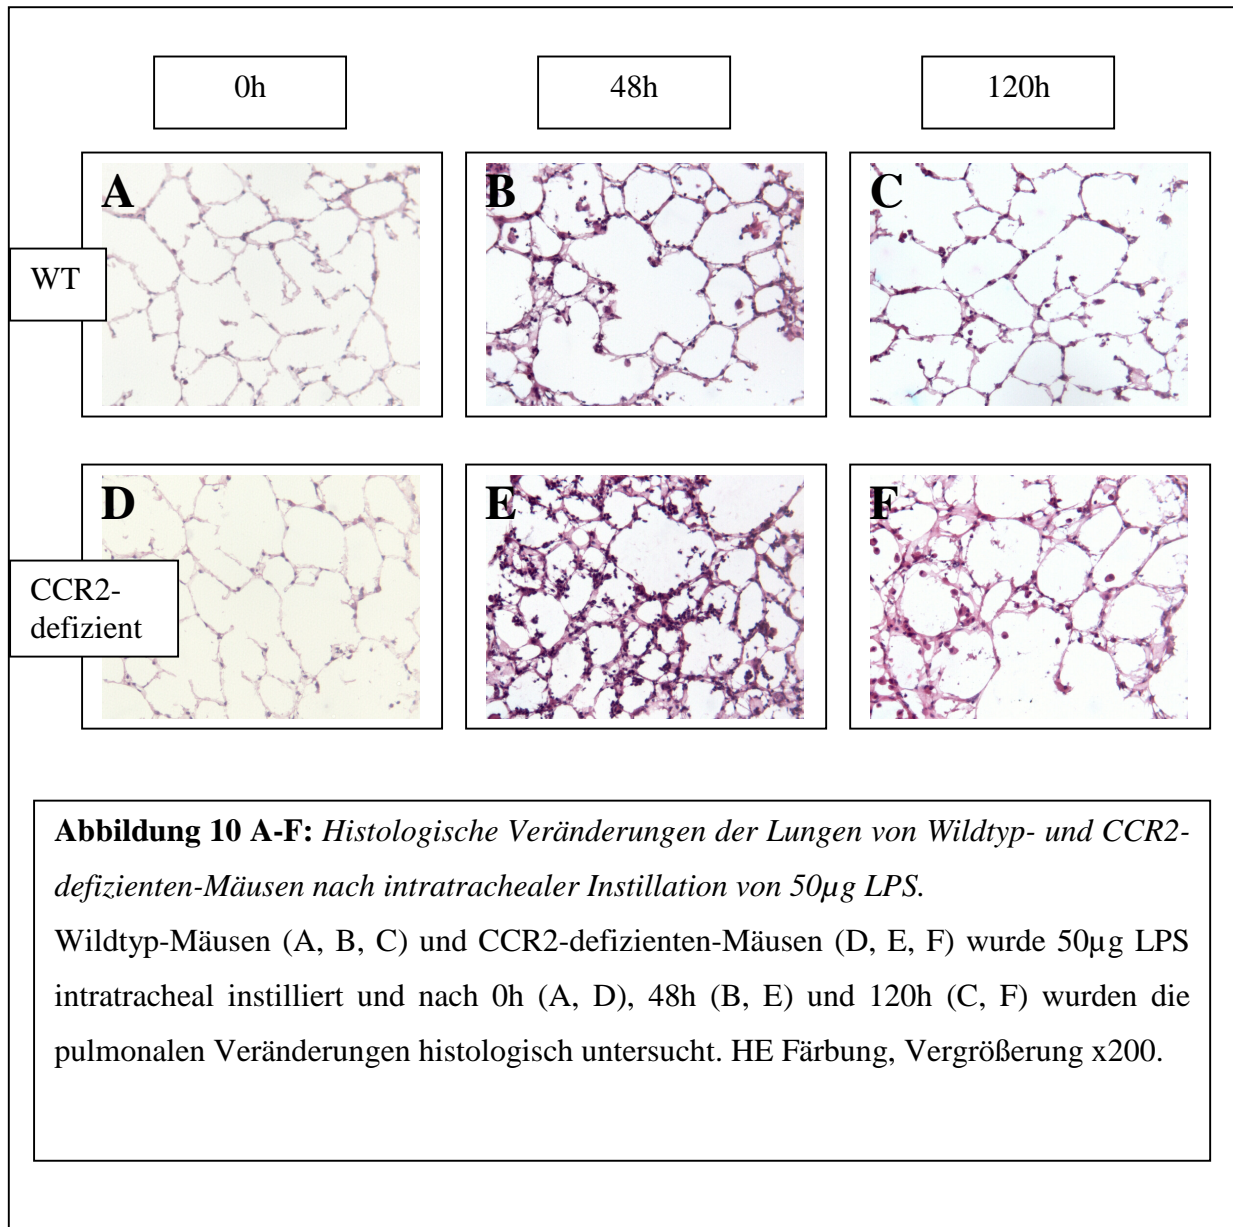 0h
48h
120h
WT
A
B
C
CCR2-
defizient
D
E
F
Abbildung 10 A-F: Histologische Veränderungen der Lungen von Wildtyp- und CCR2-
defizienten-Mäusen nach intratrachealer Instillation von 50µg LPS.
Wildtyp-Mäusen (A, B, C) und CCR2-defizienten-Mäusen (D, E, F) wurde 50µg LPS
intratracheal instilliert und nach 0h (A, D), 48h (B, E) und 120h (C, F) wurden die
pulmonalen Veränderungen histologisch untersucht. HE Färbung, Vergrößerung x200.